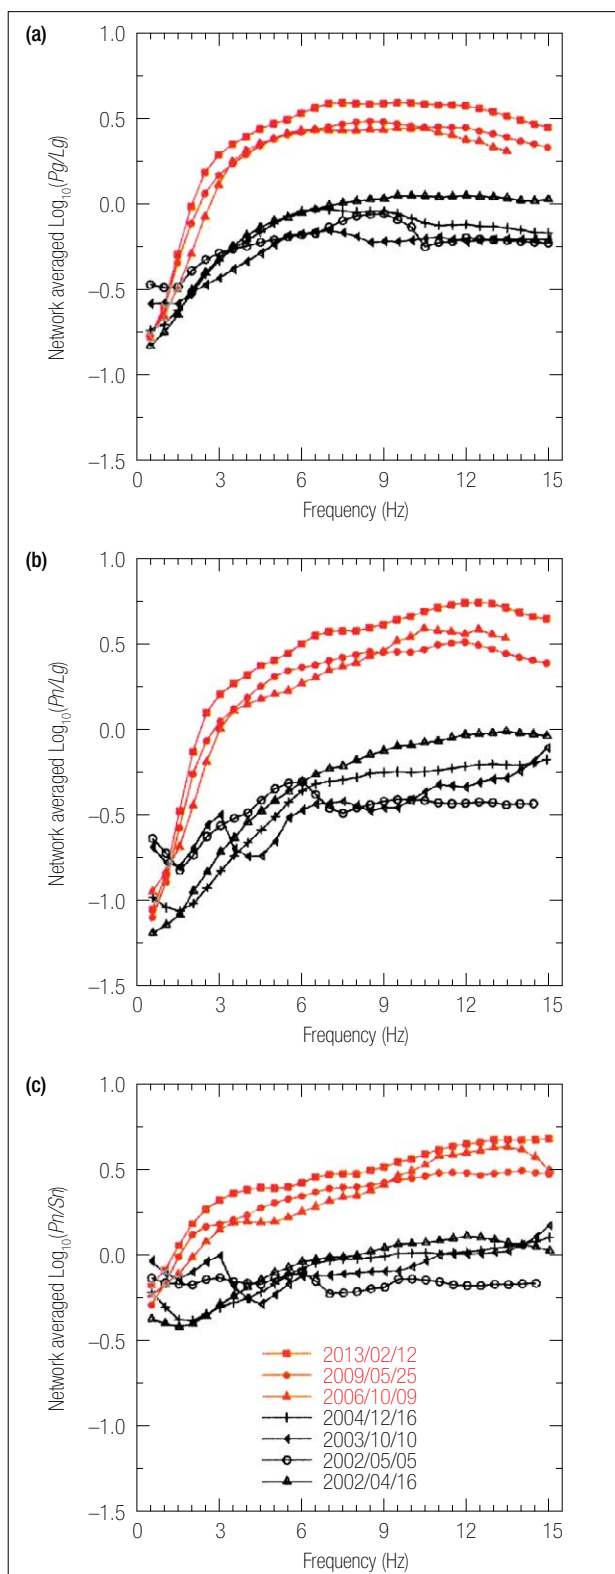 (a)
1.0
0.5
0.0
−0.5
−1.0
−1.5
Network averaged Log10(Pg/Lg)
0 3 6 9 12 15
Frequency (Hz)
(b)
1.0
0.5
0.0
−0.5
−1.0
−1.5
Network averaged Log10(Pn/Lg)
0 3 6 9 12 15
Frequency (Hz)
(c)
1.0
0.5
0.0
−0.5
−1.0
−1.5
Network averaged Log10(Pn/Sn)
2013/02/12
2009/05/25
2006/10/09
2004/12/16
2003/10/10
2002/05/05
2002/04/16
0 3 6 9 12 15
Frequency (Hz)